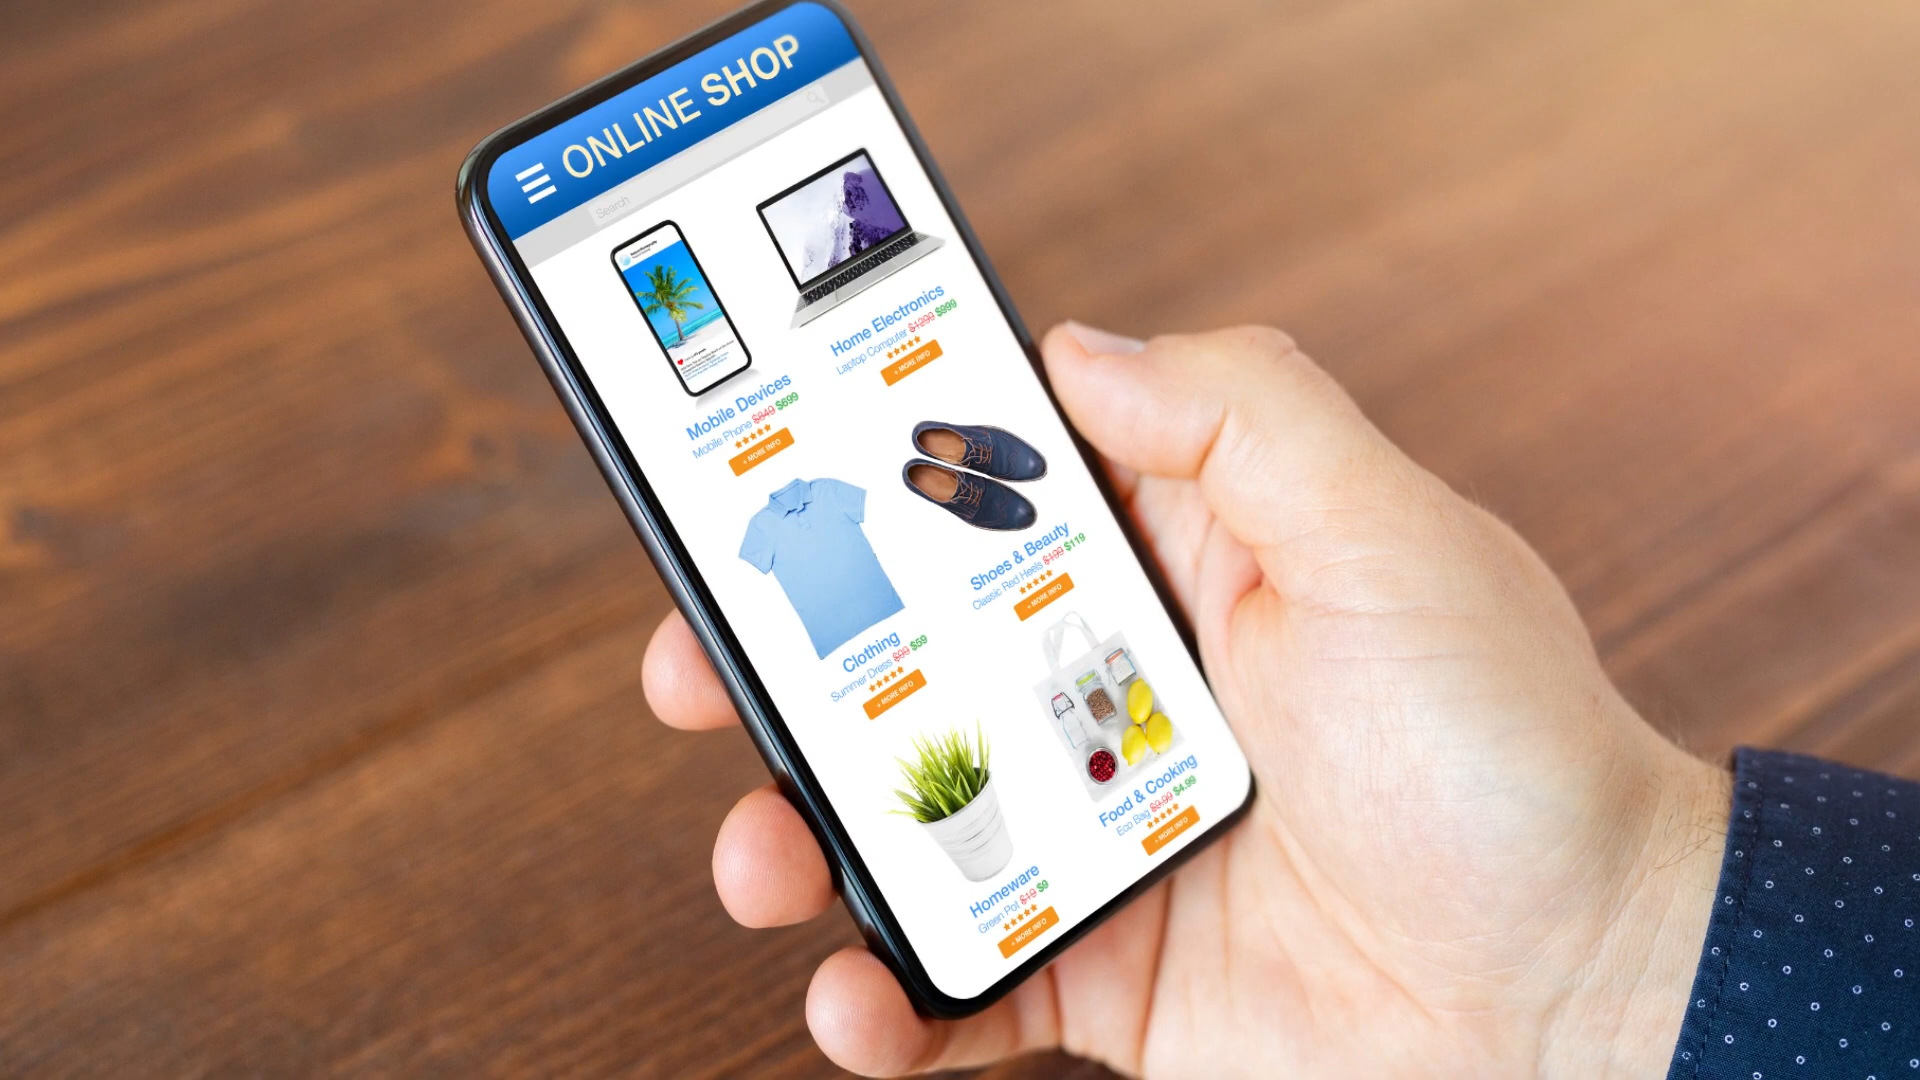 ONLINE SHOP
Search
Mobile Devices
Mobile Phone $849 $699
+ MORE INFO
Home Electronics
Laptop Computer $1299 $999
+ MORE INFO
Clothing
Summer Dress $99 $59
+ MORE INFO
Shoes & Beauty
Classic Red Heels $199 $119
+ MORE INFO
Homeware
Green Pot $19 $9
+ MORE INFO
Food & Cooking
Eco Bag $9.99 $4.99
+ MORE INFO